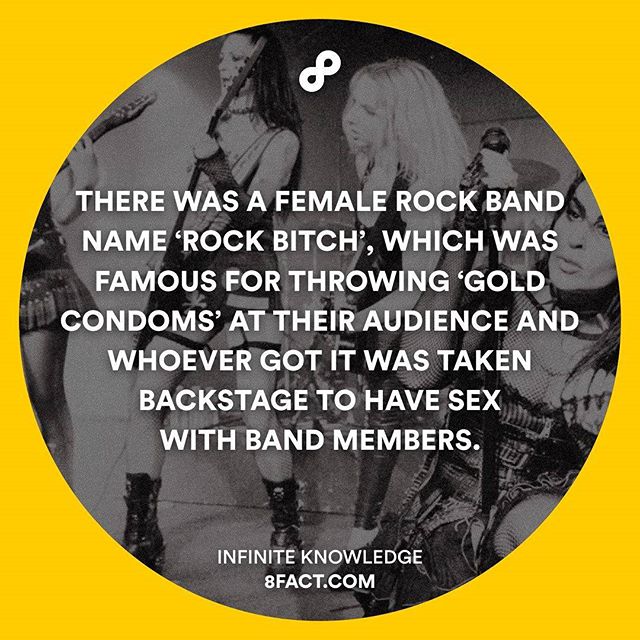 THERE WAS A FEMALE ROCK BAND
NAME ‘ROCK BITCH’, WHICH WAS
FAMOUS FOR THROWING ‘GOLD
CONDOMS’ AT THEIR AUDIENCE AND
WHOEVER GOT IT WAS TAKEN
BACKSTAGE TO HAVE SEX
WITH BAND MEMBERS.
INFINITE KNOWLEDGE
8FACT.COM